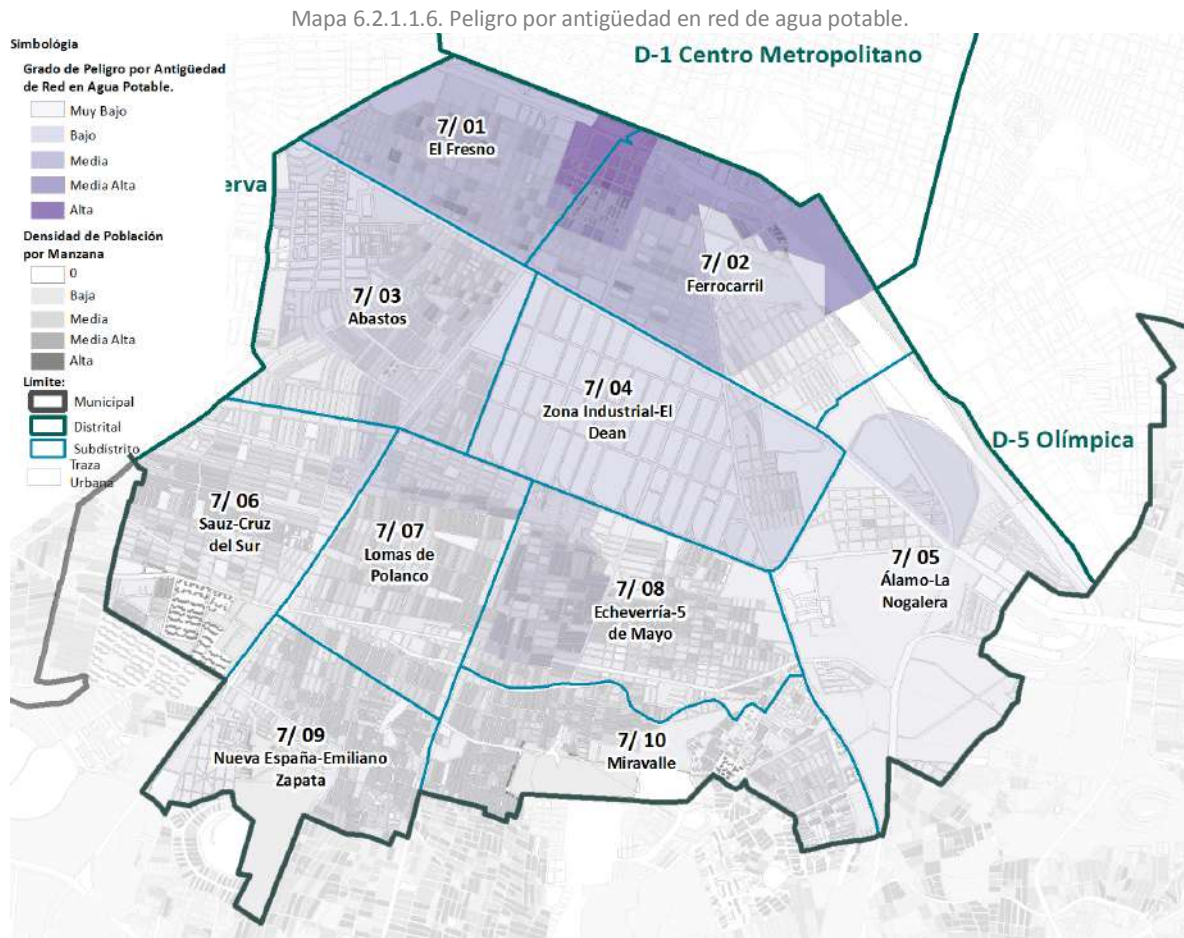 Mapa 6.2.1.1.6. Peligro por antigüedad en red de agua potable.
Simbológia
Grado de Peligro por Antigüedad
de Red en Agua Potable.
Muy Bajo
Bajo
Media
Media Alta
Alta
Densidad de Población
por Manzana
0
Baja
Media
Media Alta
Alta
Límite:
Municipal
Distrital
Subdistrito
Traza
Urbana
D-1 Centro Metropolitano
erva
7/ 01
El Fresno
7/ 02
Ferrocarril
7/ 03
Abastos
7/ 04
Zona Industrial-El
Dean
D-5 Olímpica
7/ 05
Álamo-La
Nogalera
7/ 06
Sauz-Cruz
del Sur
7/ 07
Lomas de
Polanco
7/ 08
Echeverría-5
de Mayo
7/ 09
Nueva España-Emiliano
Zapata
7/ 10
Miravalle